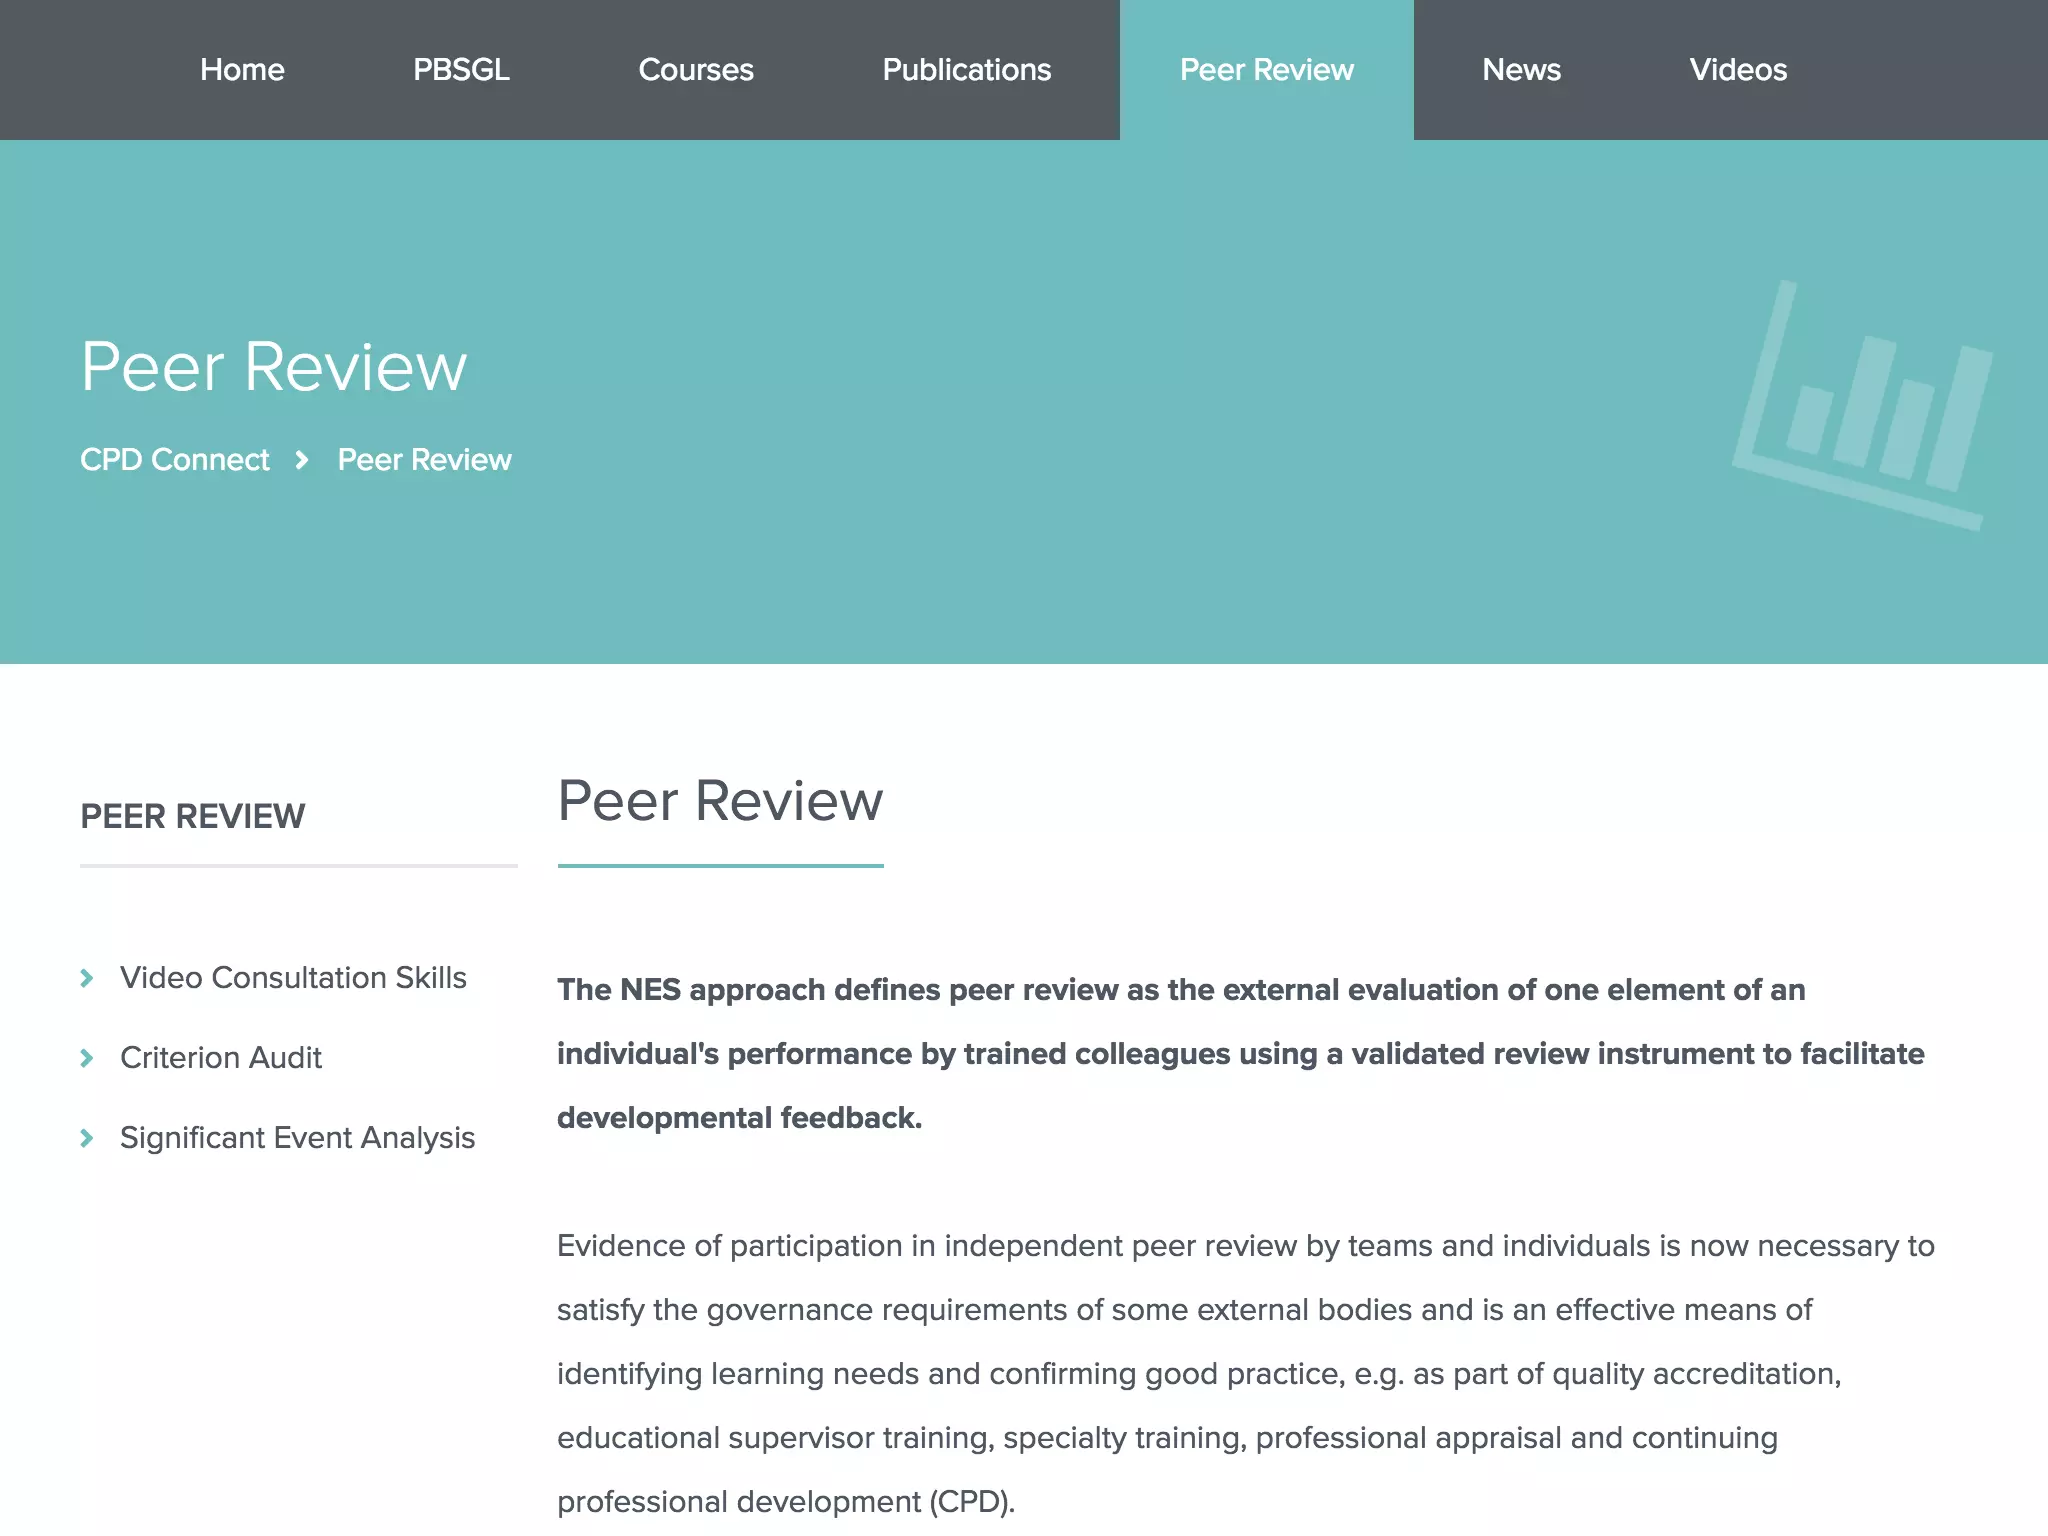 Home PBSGL Courses Publications Peer Review News Videos
Peer Review
CPD Connect Peer Review
PEER REVIEW
Video Consultation Skills
Criterion Audit
Significant Event Analysis
Peer Review
The NES approach defines peer review as the external evaluation of one element of an
individual's performance by trained colleagues using a validated review instrument to facilitate
developmental feedback.
Evidence of participation in independent peer review by teams and individuals is now necessary to
satisfy the governance requirements of some external bodies and is an effective means of
identifying learning needs and confirming good practice, e.g. as part of quality accreditation,
educational supervisor training, specialty training, professional appraisal and continuing
professional development (CPD).